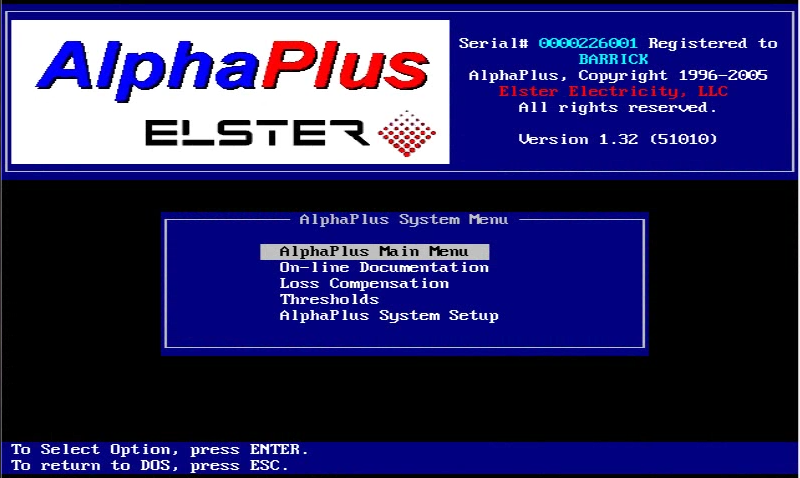 AlphaPlus
ELSTER
Serial# 0000226001 Registered to
BARRICK
AlphaPlus, Copyright 1996-2005
Elster Electricity, LLC
All rights reserved.
Version 1.32 (51010)
AlphaPlus System Menu
AlphaPlus Main Menu
On-line Documentation
Loss Compensation
Thresholds
AlphaPlus System Setup
To Select Option, press ENTER.
To return to DOS, press ESC.